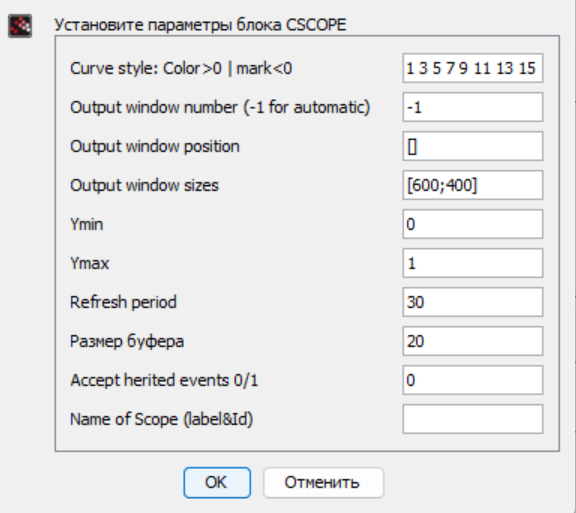 Установите параметры блока CSCOPE
Curve style: Color>0 | mark<0 1 3 5 7 9 11 13 15
Output window number (-1 for automatic) -1
Output window position []
Output window sizes [600;400]
Ymin 0
Ymax 1
Refresh period 30
Размер буфера 20
Accept herited events 0/1 0
Name of Scope (label&Id)
OK Отменить